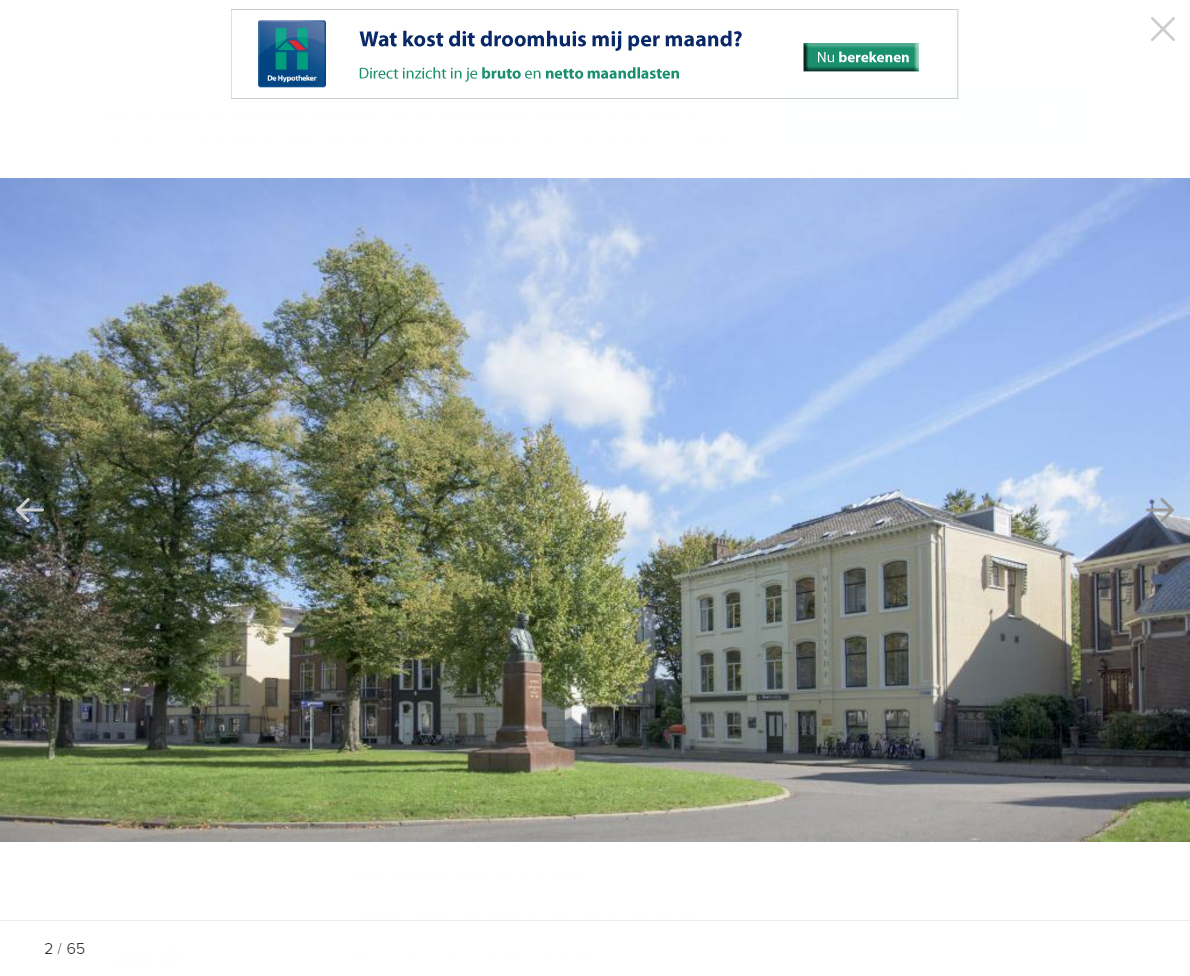 Wat kost dit droomhuis mij per maand?
Direct inzicht in je bruto en netto maandlasten
De Hypotheker
Nu berekenen
MALIESTEDE
2 / 65